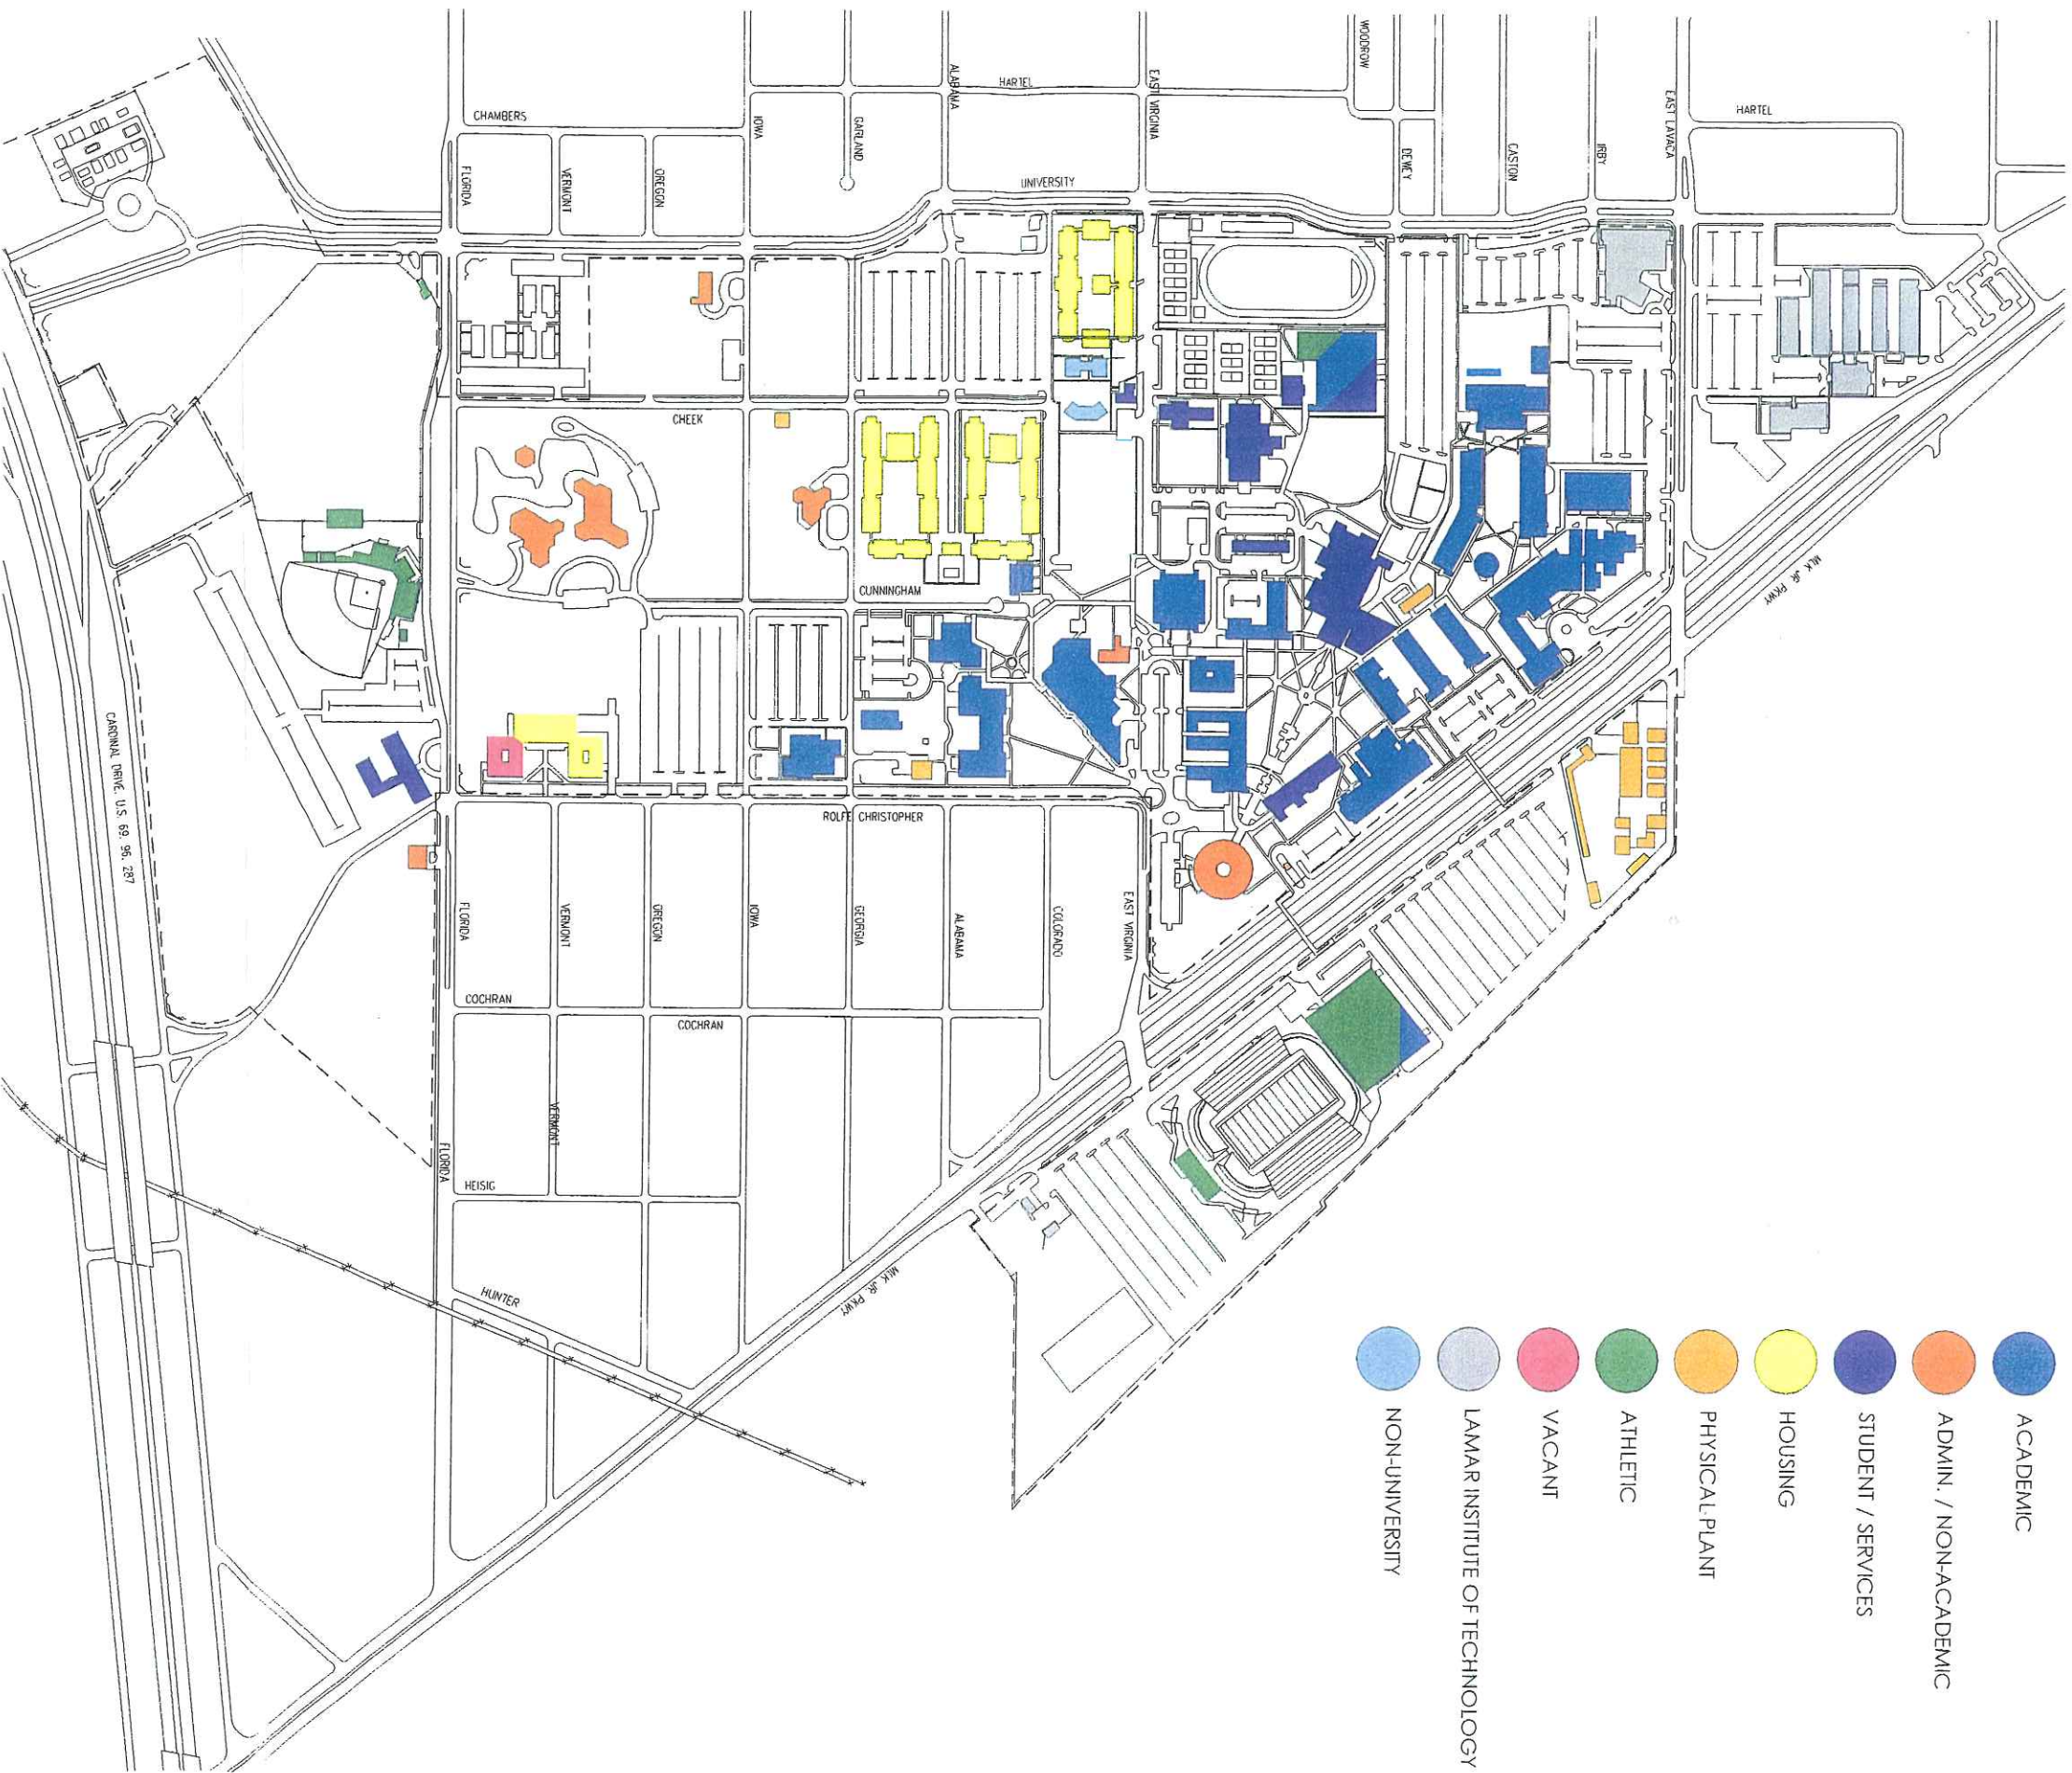 ACADEMIC
ADMIN. / NON-ACADEMIC
STUDENT / SERVICES
HOUSING
PHYSICAL PLANT
ATHLETIC
VACANT
LAMAR INSTITUTE OF TECHNOLOGY
NON-UNIVERSITY
HARTEL
EAST LAVACA
IRBY
CASTON
DEWEY
WOODROW
EAST VIRGINIA
HARTEL
ALABAMA
GARLAND
IOWA
CHAMBERS
OREGON
VERMONT
FLORIDA
UNIVERSITY
CHEEK
CUNNINGHAM
MLK JR PKWY
ROLFE CHRISTOPHER
EAST VIRGINIA
COLORADO
ALABAMA
GEORGIA
IOWA
OREGON
VERMONT
FLORIDA
COCHRAN
COCHRAN
VERMONT
FLORIDA
HEISIG
HUNTER
MLK JR PKWY
CARDINAL DRIVE, U.S. 69, 96, 287